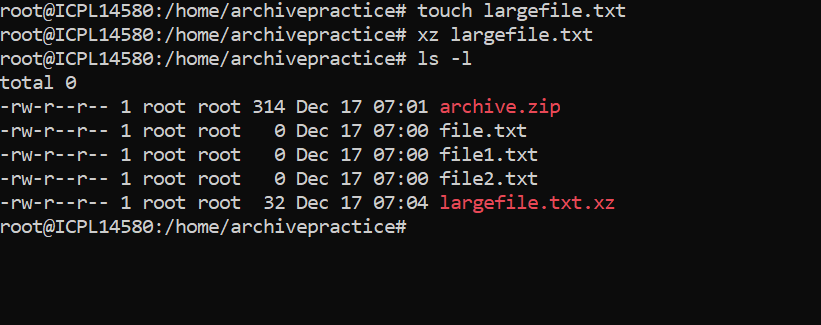 root@ICPL14580:/home/archivepractice# touch largefile.txt
root@ICPL14580:/home/archivepractice# xz largefile.txt
root@ICPL14580:/home/archivepractice# ls -l
total 0
-rw-r--r-- 1 root root 314 Dec 17 07:01 archive.zip
-rw-r--r-- 1 root root   0 Dec 17 07:00 file.txt
-rw-r--r-- 1 root root   0 Dec 17 07:00 file1.txt
-rw-r--r-- 1 root root   0 Dec 17 07:00 file2.txt
-rw-r--r-- 1 root root  32 Dec 17 07:04 largefile.txt.xz
root@ICPL14580:/home/archivepractice#